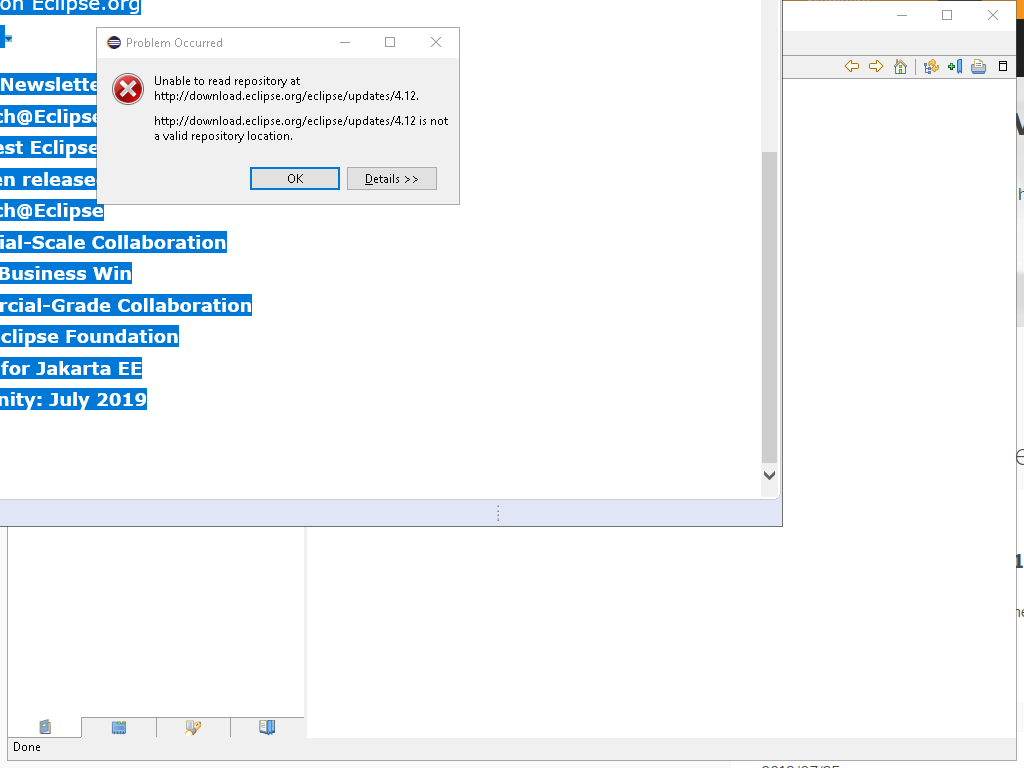 on Eclipse.org
Problem Occurred
Unable to read repository at
http://download.eclipse.org/eclipse/updates/4.12.
http://download.eclipse.org/eclipse/updates/4.12 is not
a valid repository location.
OK
Details >>
Newslette
ch@Eclipse
est Eclipse
en release
ch@Eclipse
ial-Scale Collaboration
Business Win
rcial-Grade Collaboration
clipse Foundation
for Jakarta EE
nity: July 2019
Done